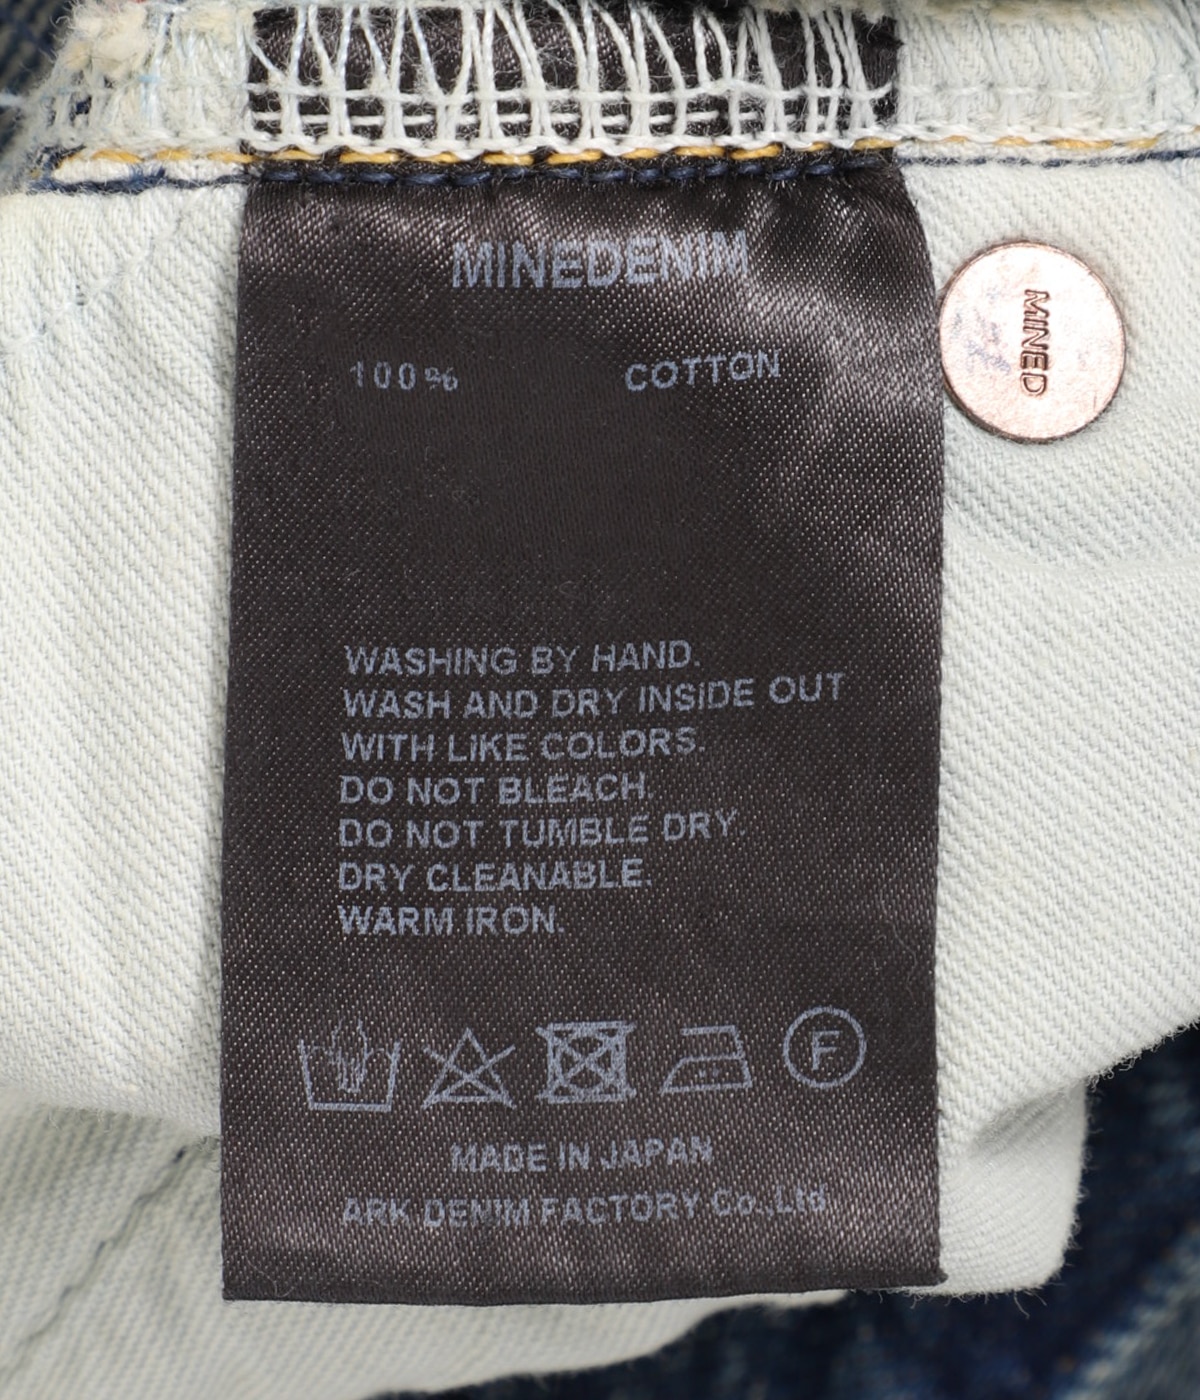 MINEDENIM
100% COTTON
MINED
WASHING BY HAND.
WASH AND DRY INSIDE OUT
WITH LIKE COLORS.
DO NOT BLEACH.
DO NOT TUMBLE DRY.
DRY CLEANABLE.
WARM IRON.
F
MADE IN JAPAN
ARK DENIM FACTORY Co.,Ltd